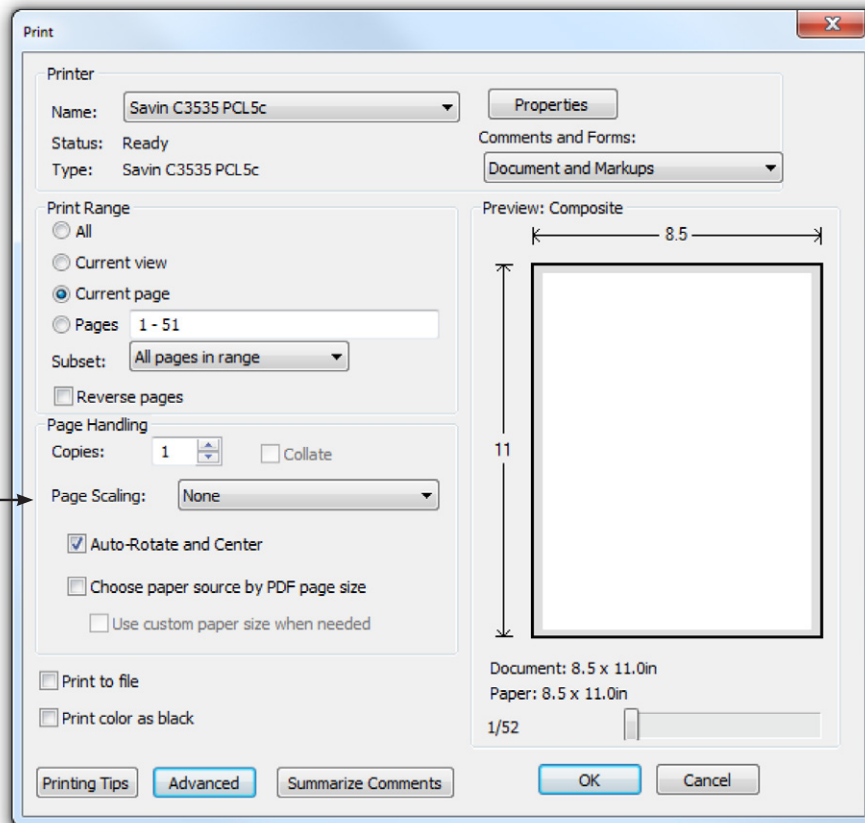 Print
Printer
Name: Savin C3535 PCL5c Properties
Status: Ready Comments and Forms:
Type: Savin C3535 PCL5c Document and Markups
Print Range
All
Current view
Current page
Pages 1 - 51
Subset: All pages in range
Reverse pages
Page Handling
Copies: 1 Collate
Page Scaling: None
Auto-Rotate and Center
Choose paper source by PDF page size
Use custom paper size when needed
Print to file
Print color as black
Preview: Composite
8.5
11
Document: 8.5 x 11.0in
Paper: 8.5 x 11.0in
1/52
Printing Tips Advanced Summarize Comments OK Cancel